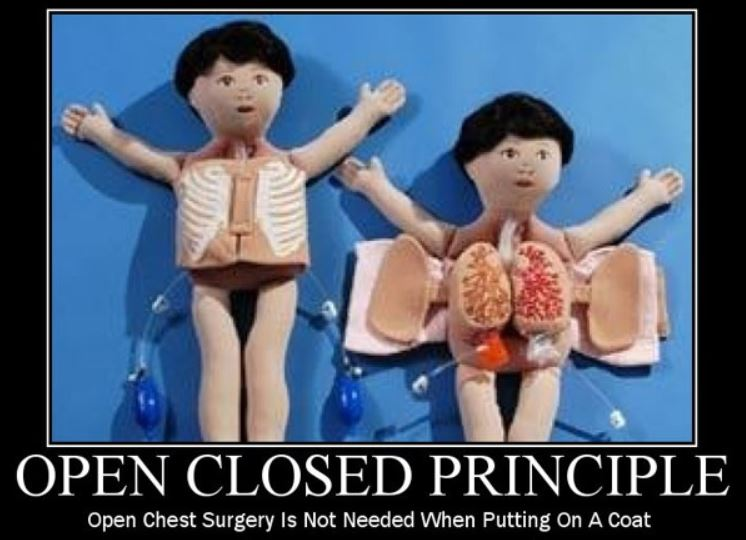 OPEN CLOSED PRINCIPLE
Open Chest Surgery Is Not Needed When Putting On A Coat